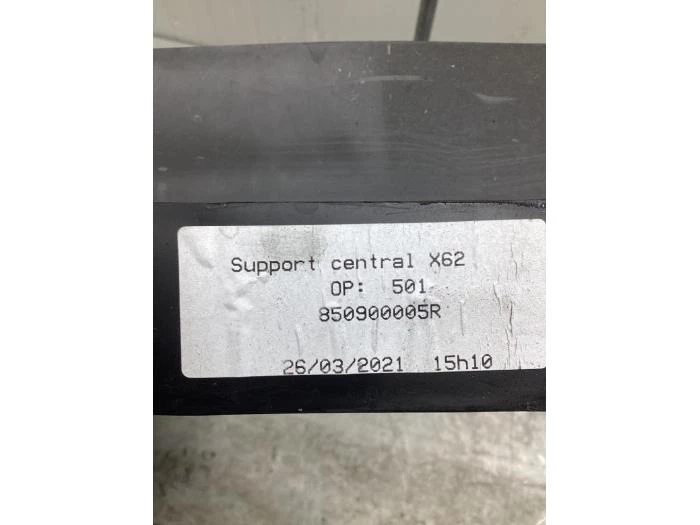 Support central X62
OP: 501
850900005R
26/03/2021 15h10